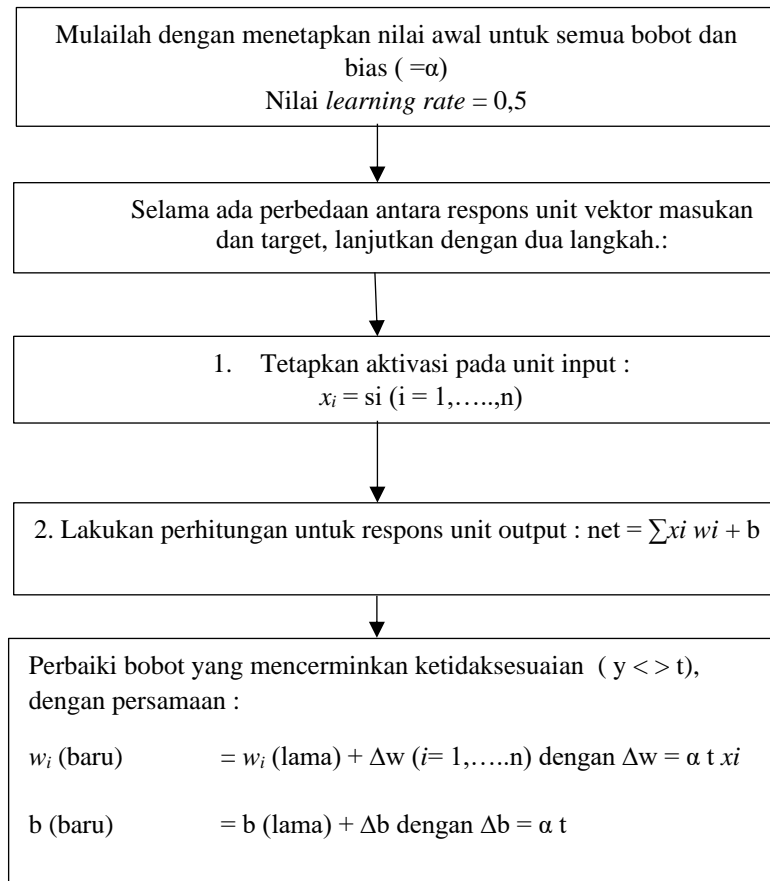 Mulailah dengan menetapkan nilai awal untuk semua bobot dan
bias ( =α)
Nilai learning rate = 0,5
Selama ada perbedaan antara respons unit vektor masukan
dan target, lanjutkan dengan dua langkah.:
1. Tetapkan aktivasi pada unit input :
xi = si (i = 1,…..,n)
2. Lakukan perhitungan untuk respons unit output : net = ∑xi wi + b
Perbaiki bobot yang mencerminkan ketidaksesuaian ( y < > t),
dengan persamaan :
wi (baru) = wi (lama) + Δw (i= 1,…..n) dengan Δw = α t xi
b (baru) = b (lama) + Δb dengan Δb = α t